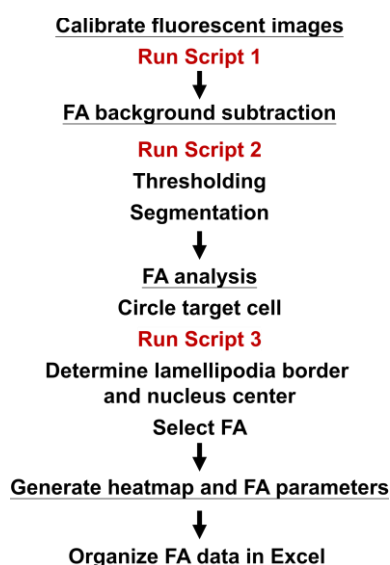 Calibrate fluorescent images
Run Script 1
FA background subtraction
Run Script 2
Thresholding
Segmentation
FA analysis
Circle target cell
Run Script 3
Determine lamellipodia border
and nucleus center
Select FA
Generate heatmap and FA parameters
Organize FA data in Excel